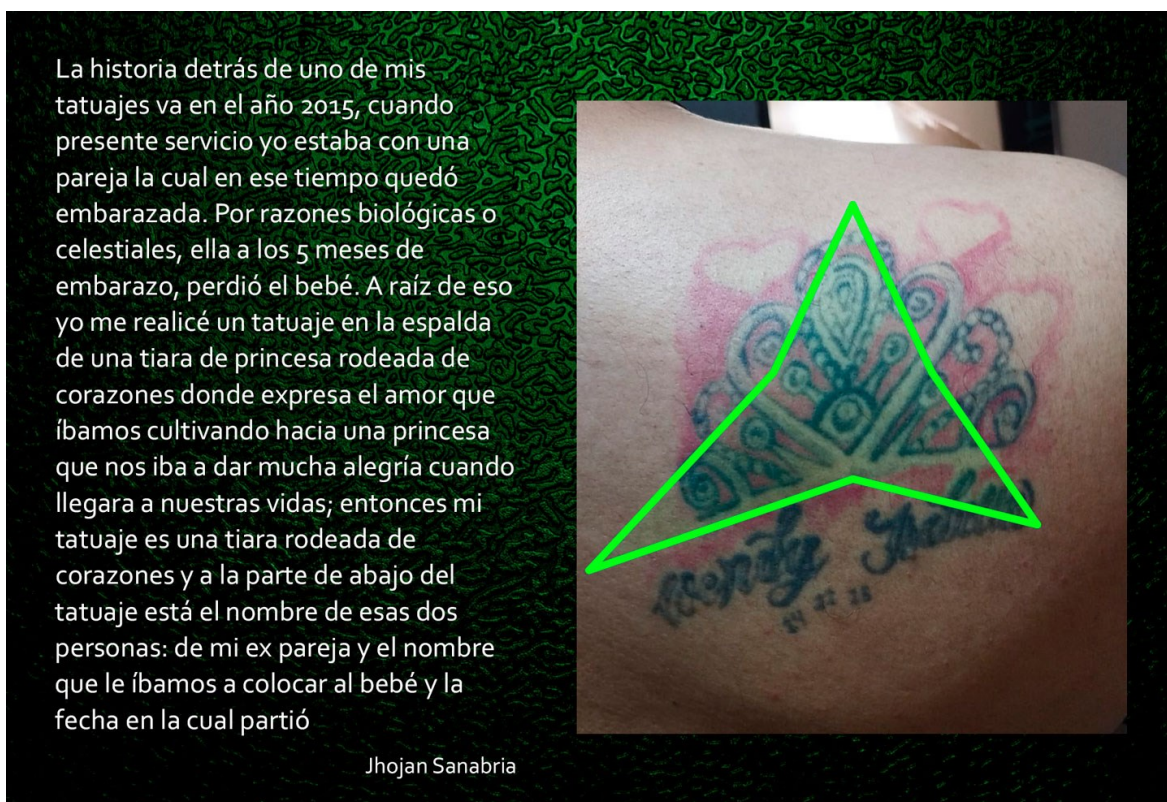 La historia detrás de uno de mis
tatuajes va en el año 2015, cuando
presente servicio yo estaba con una
pareja la cual en ese tiempo quedó
embarazada. Por razones biológicas o
celestiales, ella a los 5 meses de
embarazo, perdió el bebé. A raíz de eso
yo me realicé un tatuaje en la espalda
de una tiara de princesa rodeada de
corazones donde expresa el amor que
íbamos cultivando hacia una princesa
que nos iba a dar mucha alegría cuando
llegara a nuestras vidas; entonces mi
tatuaje es una tiara rodeada de
corazones y a la parte de abajo del
tatuaje está el nombre de esas dos
personas: de mi ex pareja y el nombre
que le íbamos a colocar al bebé y la
fecha en la cual partió
Jhojan Sanabria